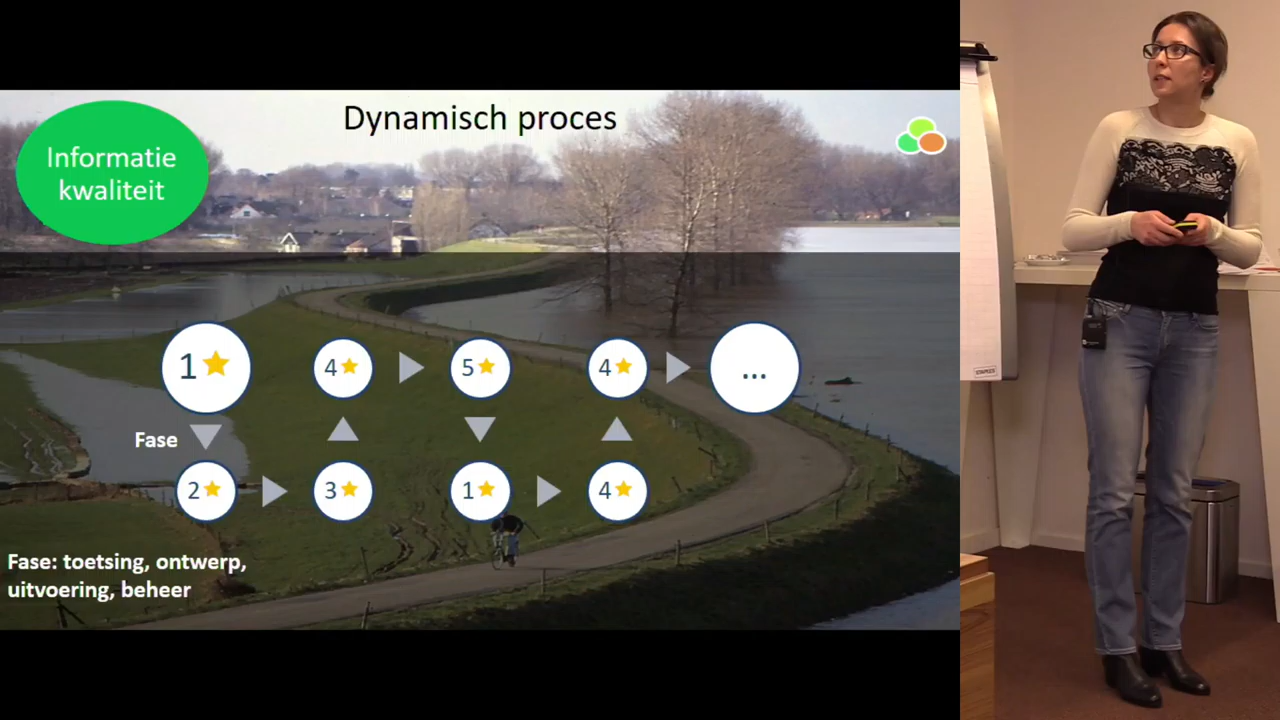 Dynamisch proces
Informatie
kwaliteit
1
4
5
4
...
Fase
2
3
1
4
Fase: toetsing, ontwerp,
uitvoering, beheer